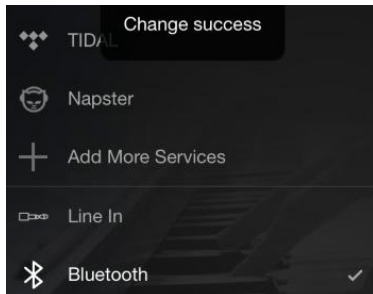 Change success
TIDAL
Napster
Add More Services
Line In
Bluetooth